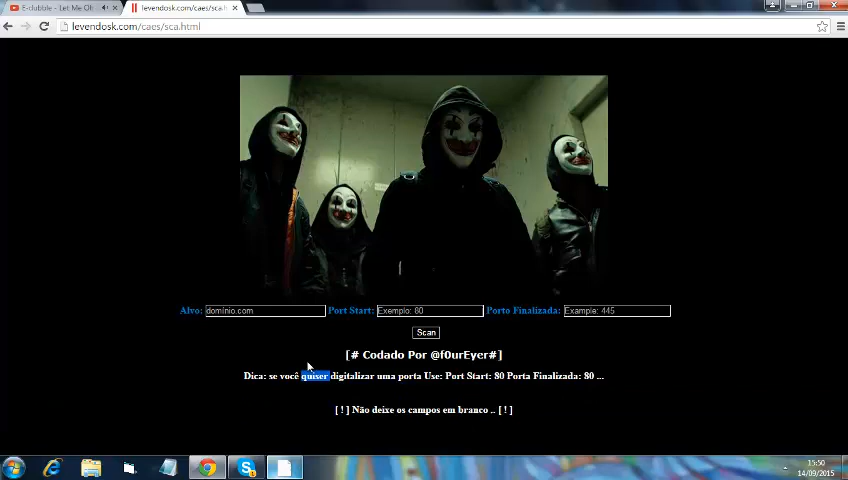 E-clubble - Let Me Oh
levendosk.com/caes/sca.h
levendosk.com/caes/sca.html
Alvo: domínio.com Port Start: Exemplo: 80 Porto Finalizada: Example: 445
Scan
[# Codado Por @f0urEyer#]
Dica: se você quiser digitalizar uma porta Use: Port Start: 80 Porta Finalizada: 80 ...
[ ! ] Não deixe os campos em branco .. [ ! ]
15:50
14/09/2015